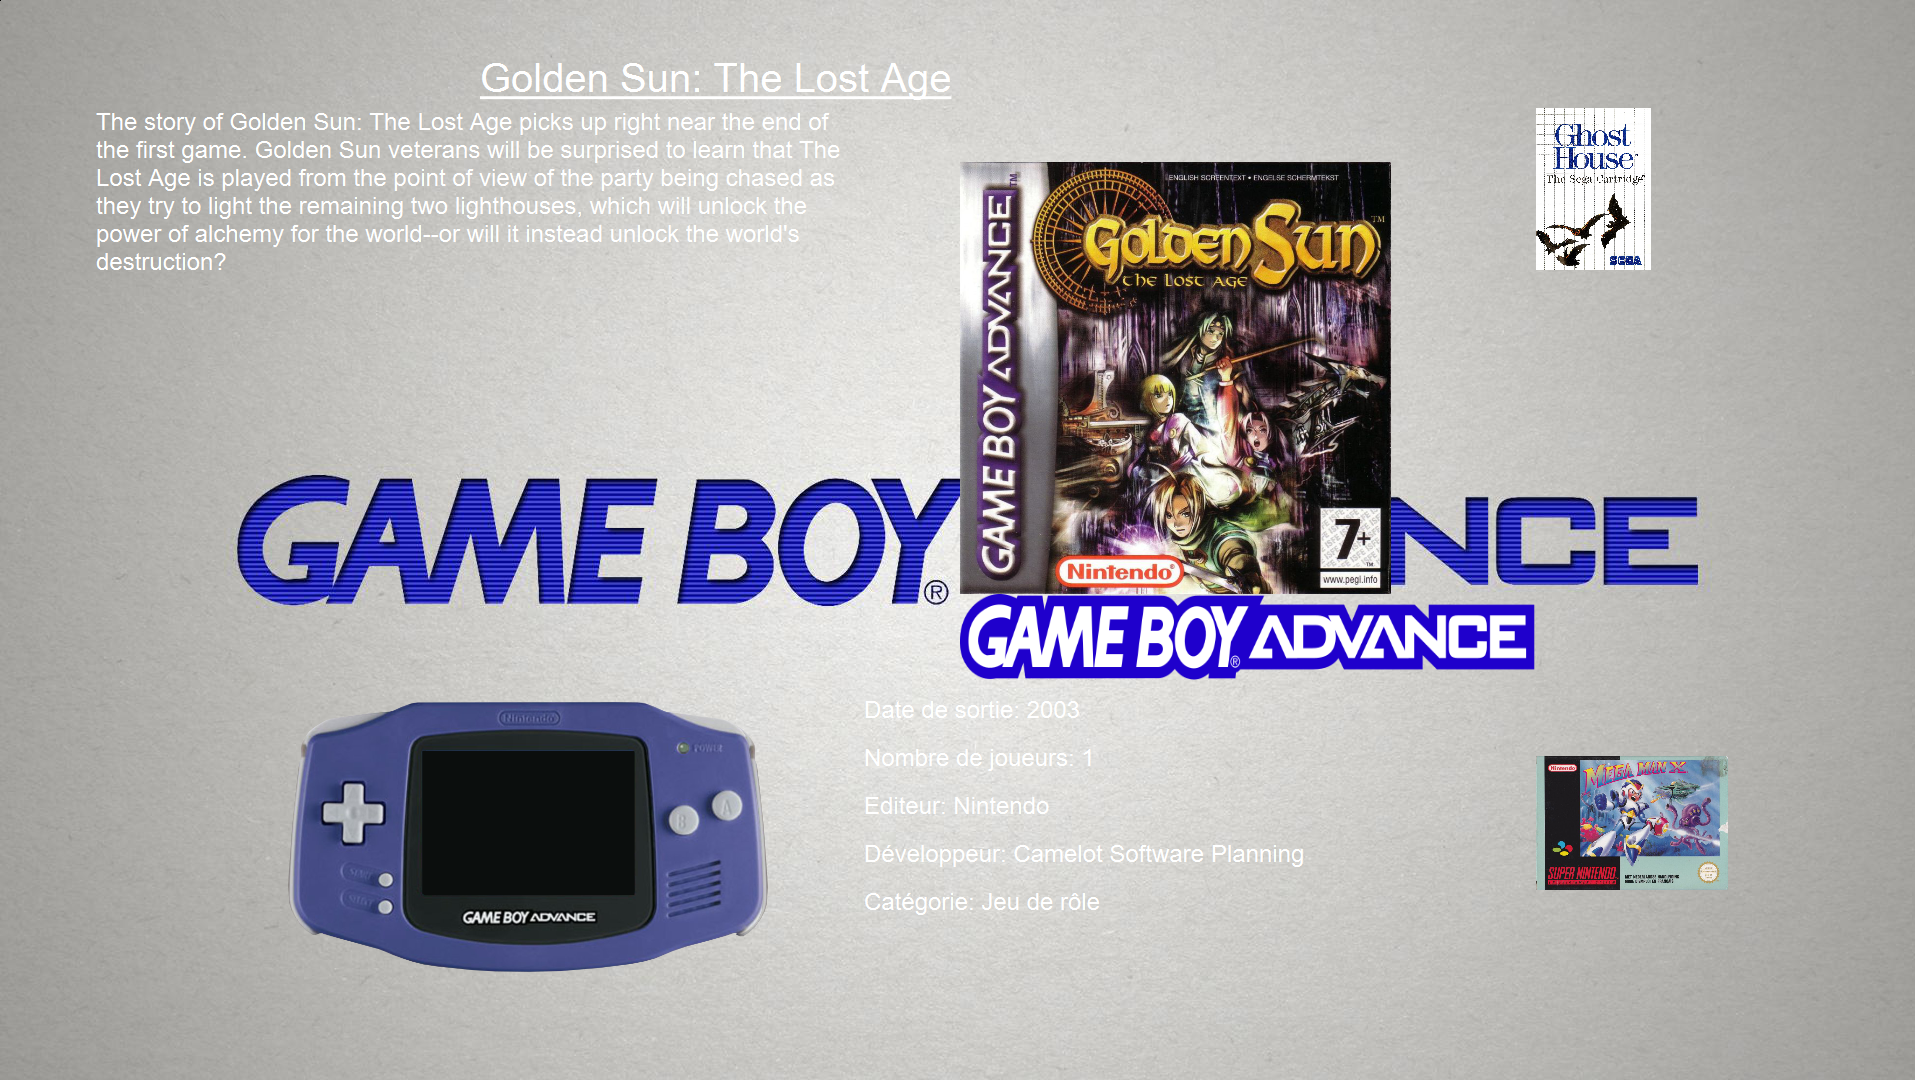 Golden Sun: The Lost Age
The story of Golden Sun: The Lost Age picks up right near the end of
the first game. Golden Sun veterans will be surprised to learn that The
Lost Age is played from the point of view of the party being chased as
they try to light the remaining two lighthouses, which will unlock the
power of alchemy for the world--or will it instead unlock the world's
destruction?
Ghost
House
The Sega Cartridge
SEGA
ENGLISH SCREENTEXT • ENGELSE SCHERMTEKST
GAME BOY ADVANCE™
Golden Sun™
THE LOST AGE
7+
www.pegi.info
Nintendo®
GAME BOY®
NCE
GAME BOY® ADVANCE
Nintendo
POWER
A
B
GAME BOY ADVANCE
Date de sortie: 2003
Nombre de joueurs: 1
Editeur: Nintendo
Développeur: Camelot Software Planning
Catégorie: Jeu de rôle
Nintendo
MEGA MAN X
SUPER NINTENDO